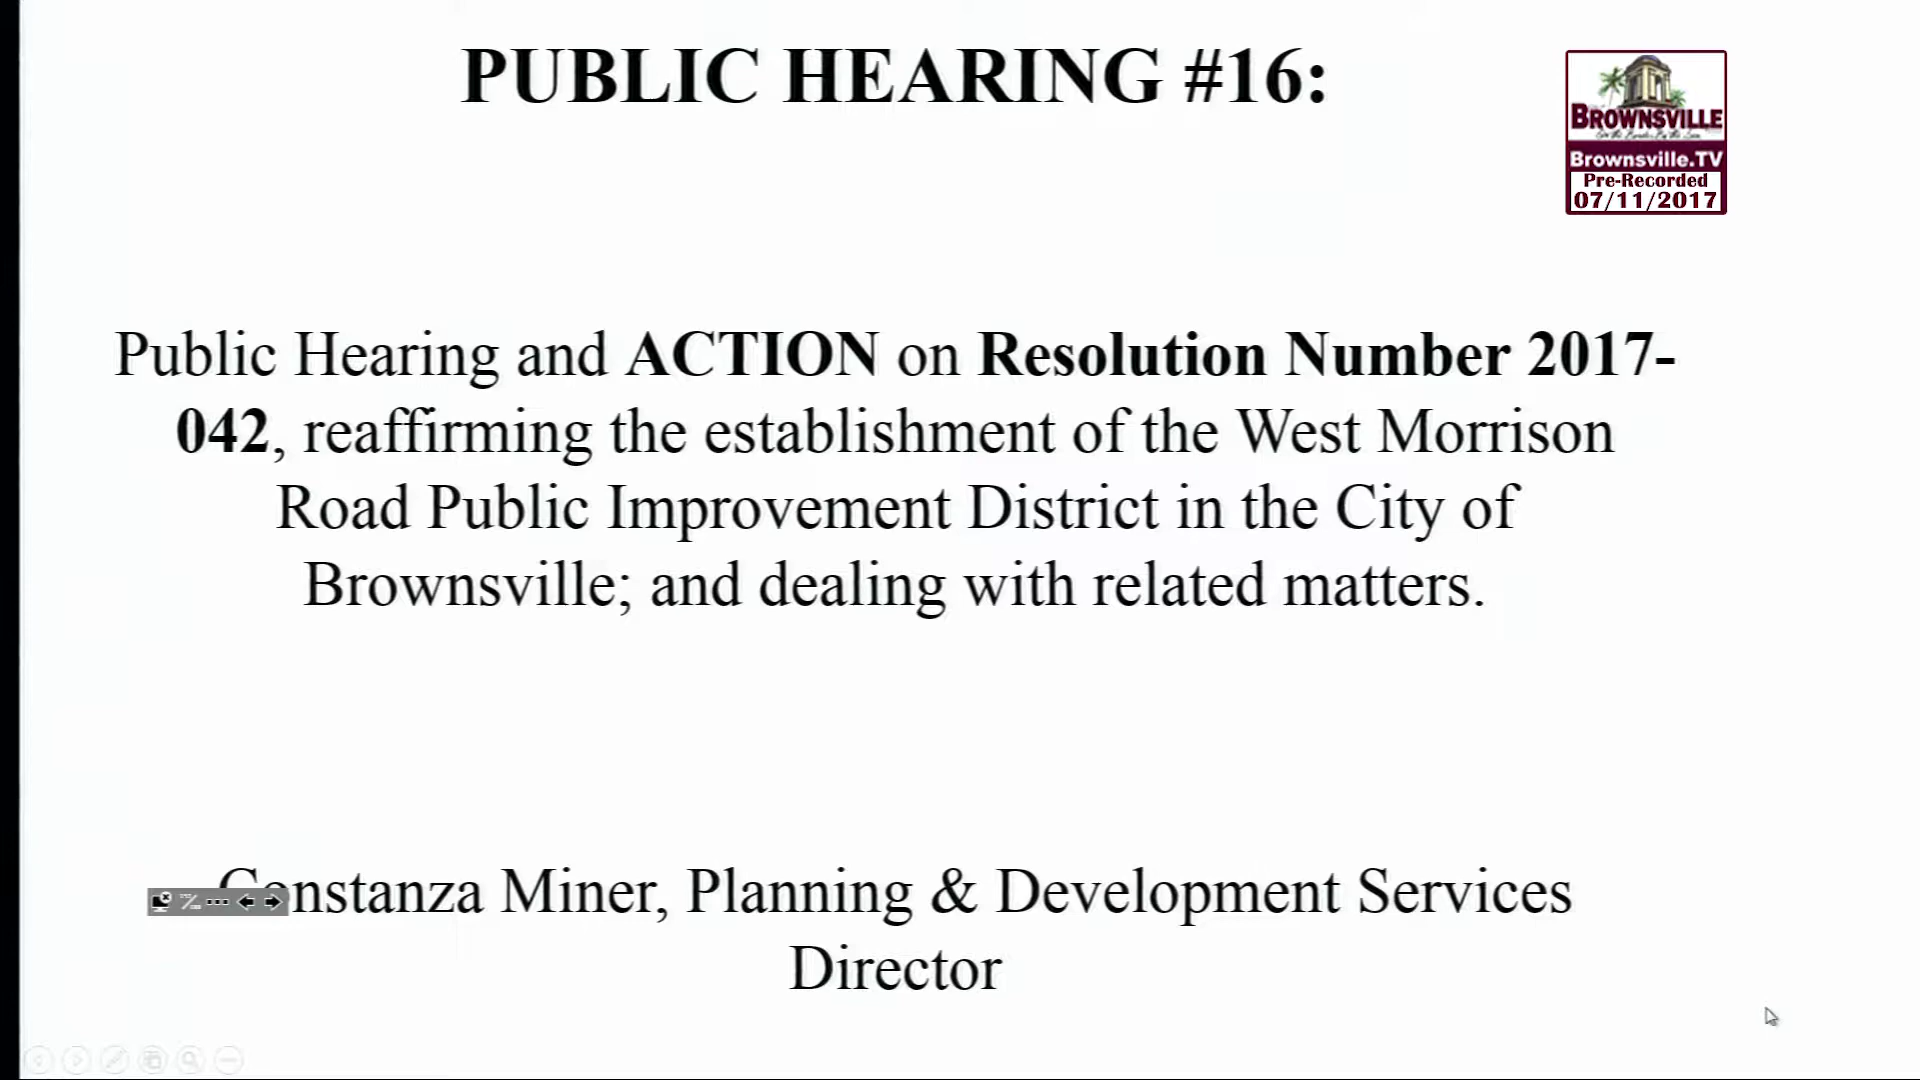 PUBLIC HEARING #16:
BROWNSVILLE
Brownsville.TV
Pre-Recorded
07/11/2017
Public Hearing and ACTION on Resolution Number 2017-
042, reaffirming the establishment of the West Morrison
Road Public Improvement District in the City of
Brownsville; and dealing with related matters.
Constanza Miner, Planning & Development Services
Director